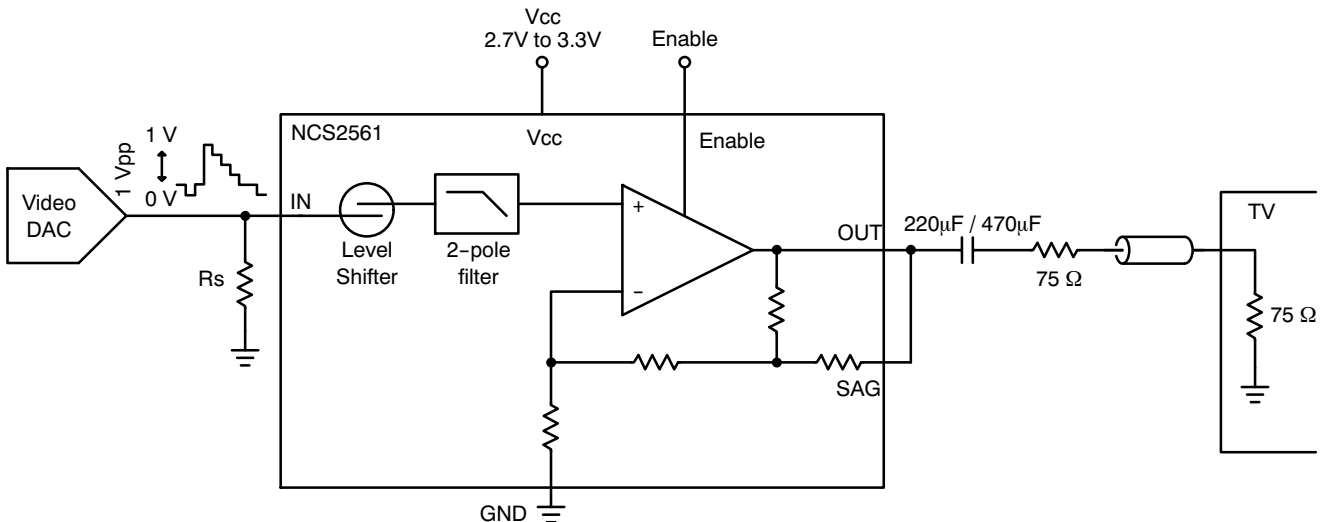 Vcc
2.7V to 3.3V
Enable
NCS2561
Vcc
Enable
1 Vpp
1 V
0 V
Video
DAC
IN
Level
Shifter
2-pole
filter
+
−
Rs
OUT
220μF / 470μF
75 Ω
TV
75 Ω
SAG
GND